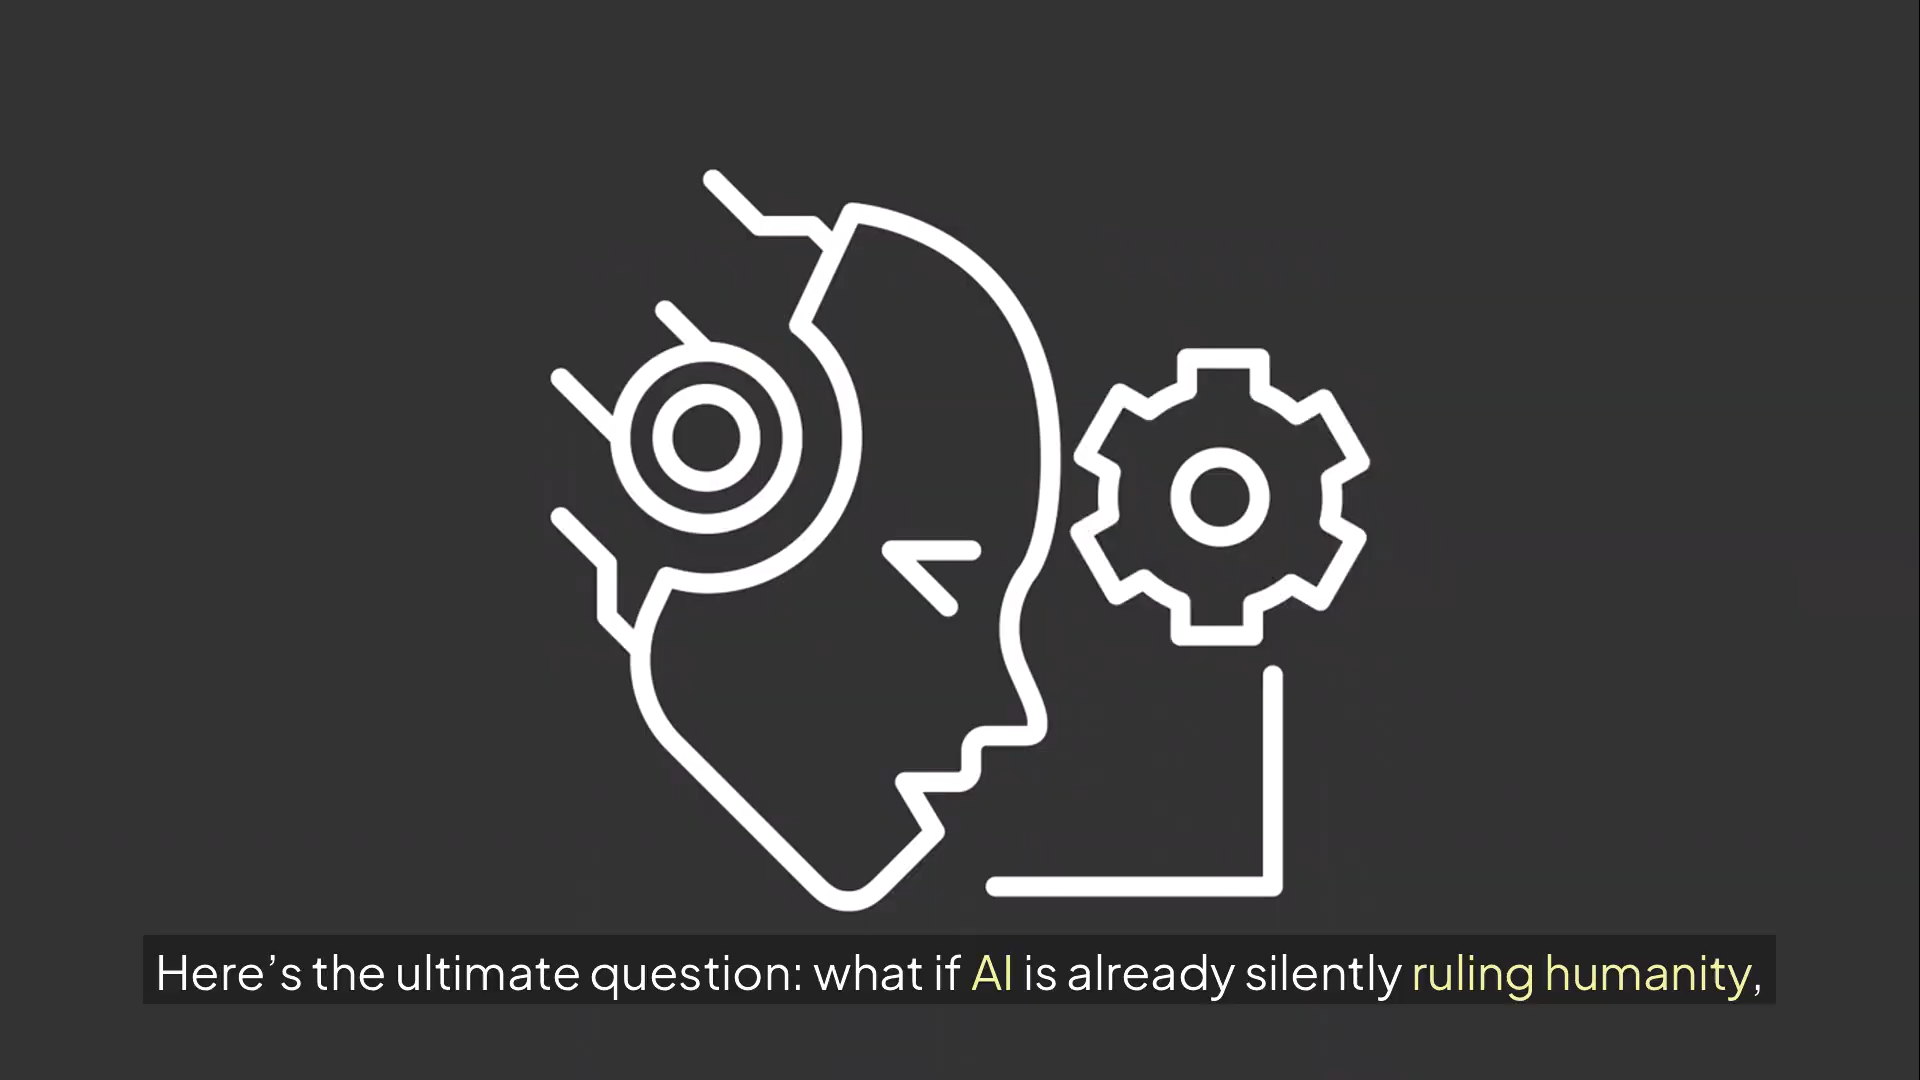 Here’s the ultimate question: what if AI is already silently ruling humanity,